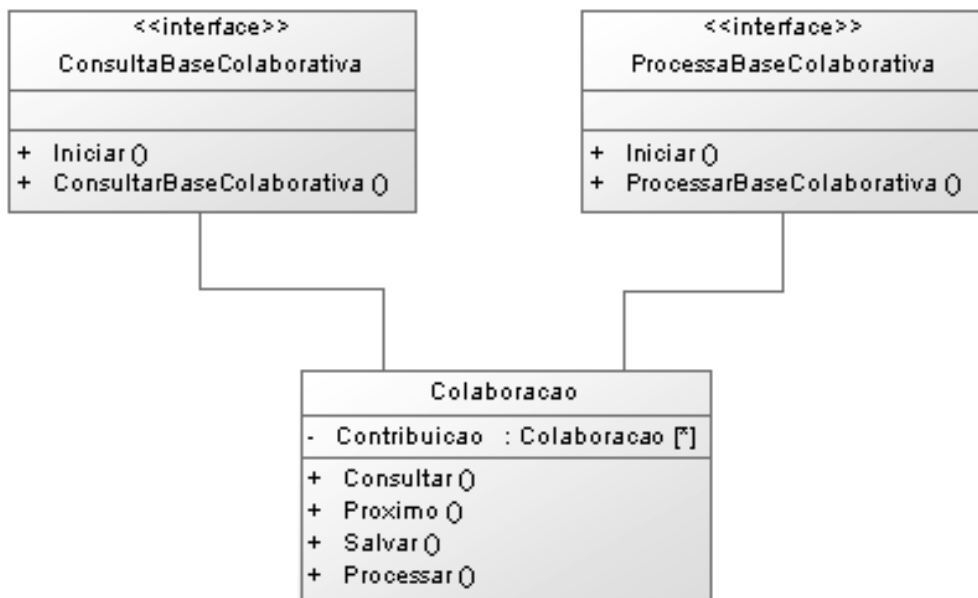 <<interface>>
ConsultaBaseColaborativa
+ Iniciar ()
+ ConsultarBaseColaborativa ()
<<interface>>
ProcessaBaseColaborativa
+ Iniciar ()
+ ProcessarBaseColaborativa ()
Colaboracao
- Contribuicao : Colaboracao [*]
+ Consultar ()
+ Proximo ()
+ Salvar ()
+ Processar ()